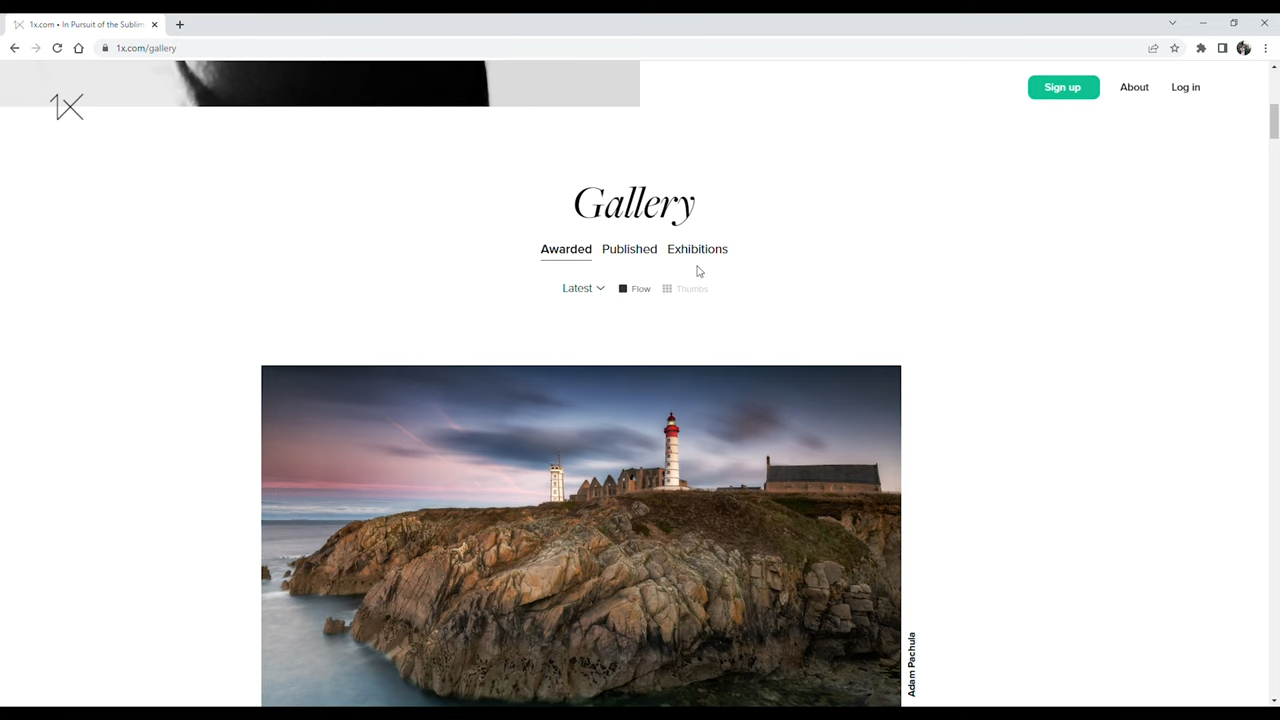 1x.com • In Pursuit of the Sublim
1x.com/gallery
1X
Sign up
About
Log in
Gallery
Awarded Published Exhibitions
Latest Flow Thumbs
Adam Pachula